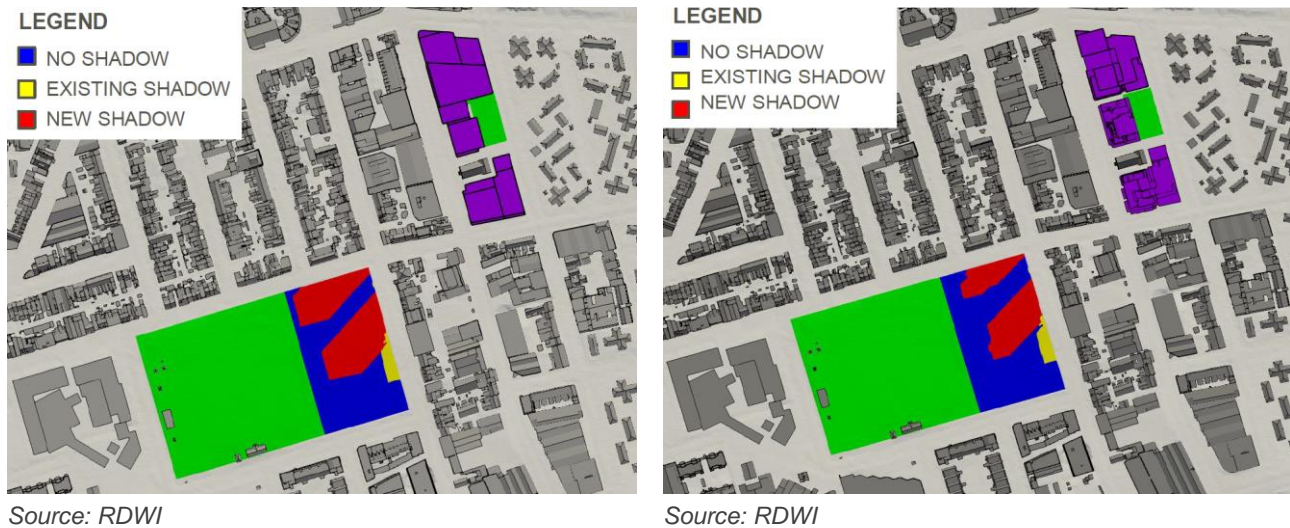 LEGEND
NO SHADOW
EXISTING SHADOW
NEW SHADOW
Source: RDWI
LEGEND
NO SHADOW
EXISTING SHADOW
NEW SHADOW
Source: RDWI